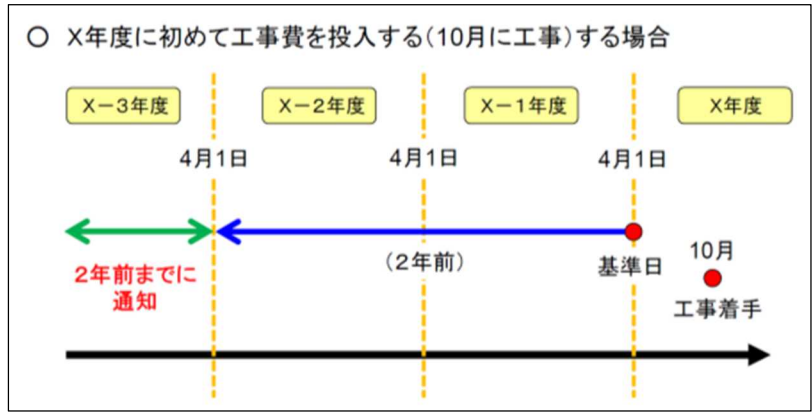 ○ X年度に初めて工事費を投入する(10月に工事)する場合
X－3年度
X－2年度
X－1年度
X年度
4月1日
4月1日
4月1日
2年前までに
通知
(2年前)
基準日
10月
工事着手